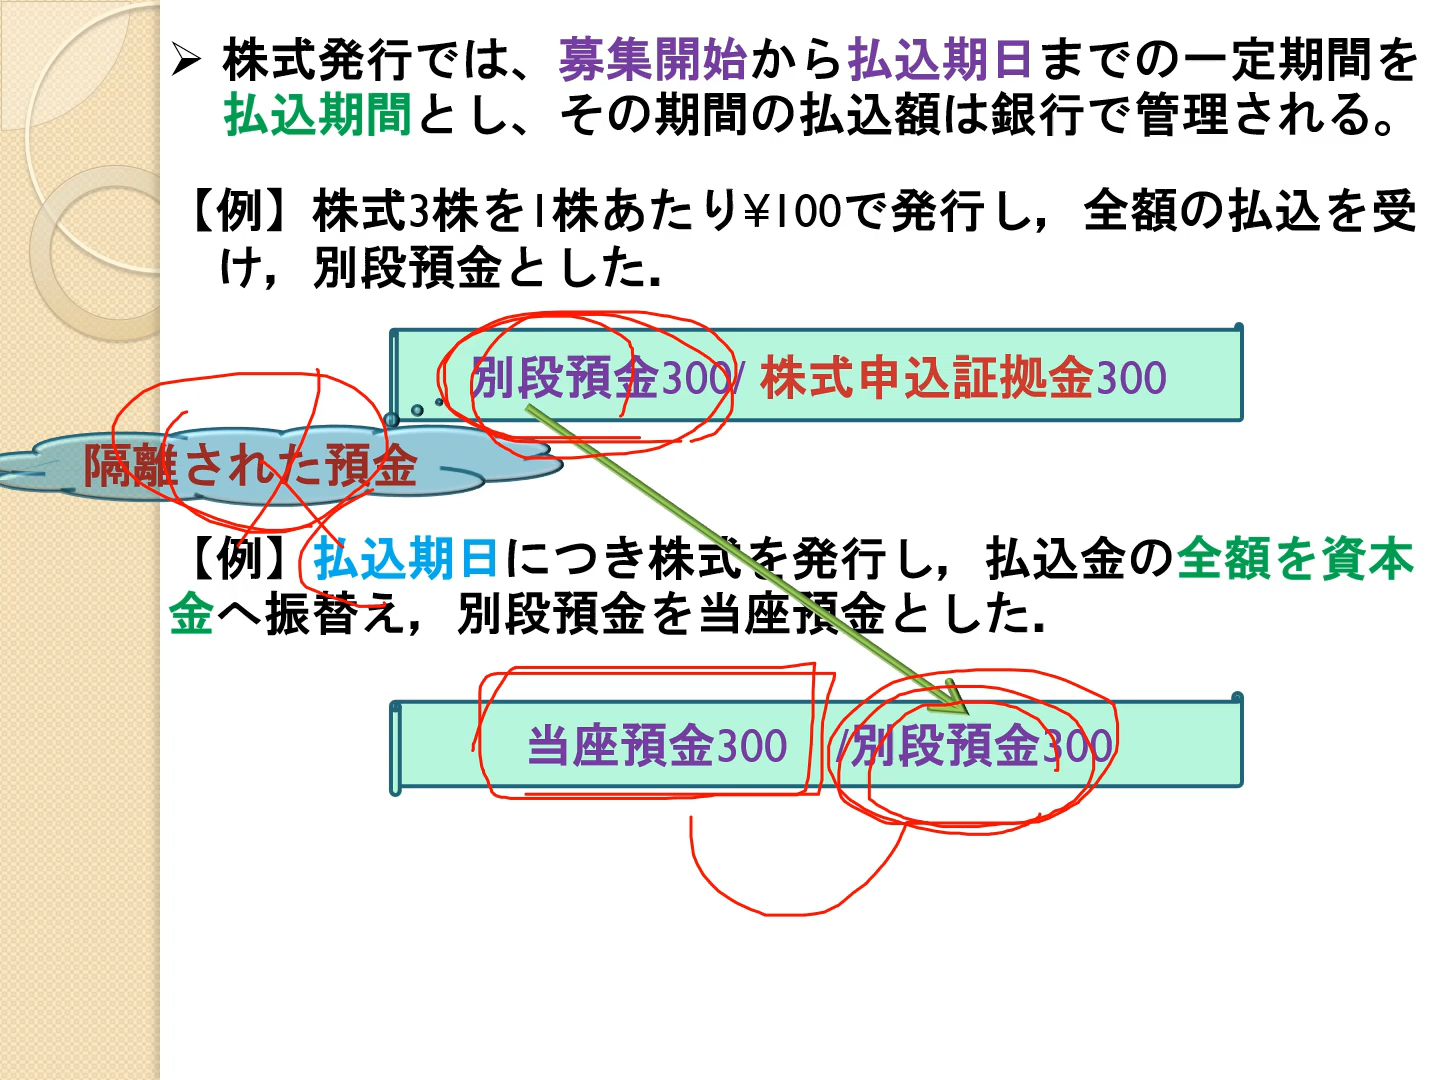 ➢ 株式発行では、募集開始から払込期日までの一定期間を
払込期間とし、その期間の払込額は銀行で管理される。
【例】株式3株を1株あたり¥100で発行し，全額の払込を受
け，別段預金とした．
別段預金300/ 株式申込証拠金300
隔離された預金
【例】払込期日につき株式を発行し，払込金の全額を資本
金へ振替え，別段預金を当座預金とした．
当座預金300 /別段預金300